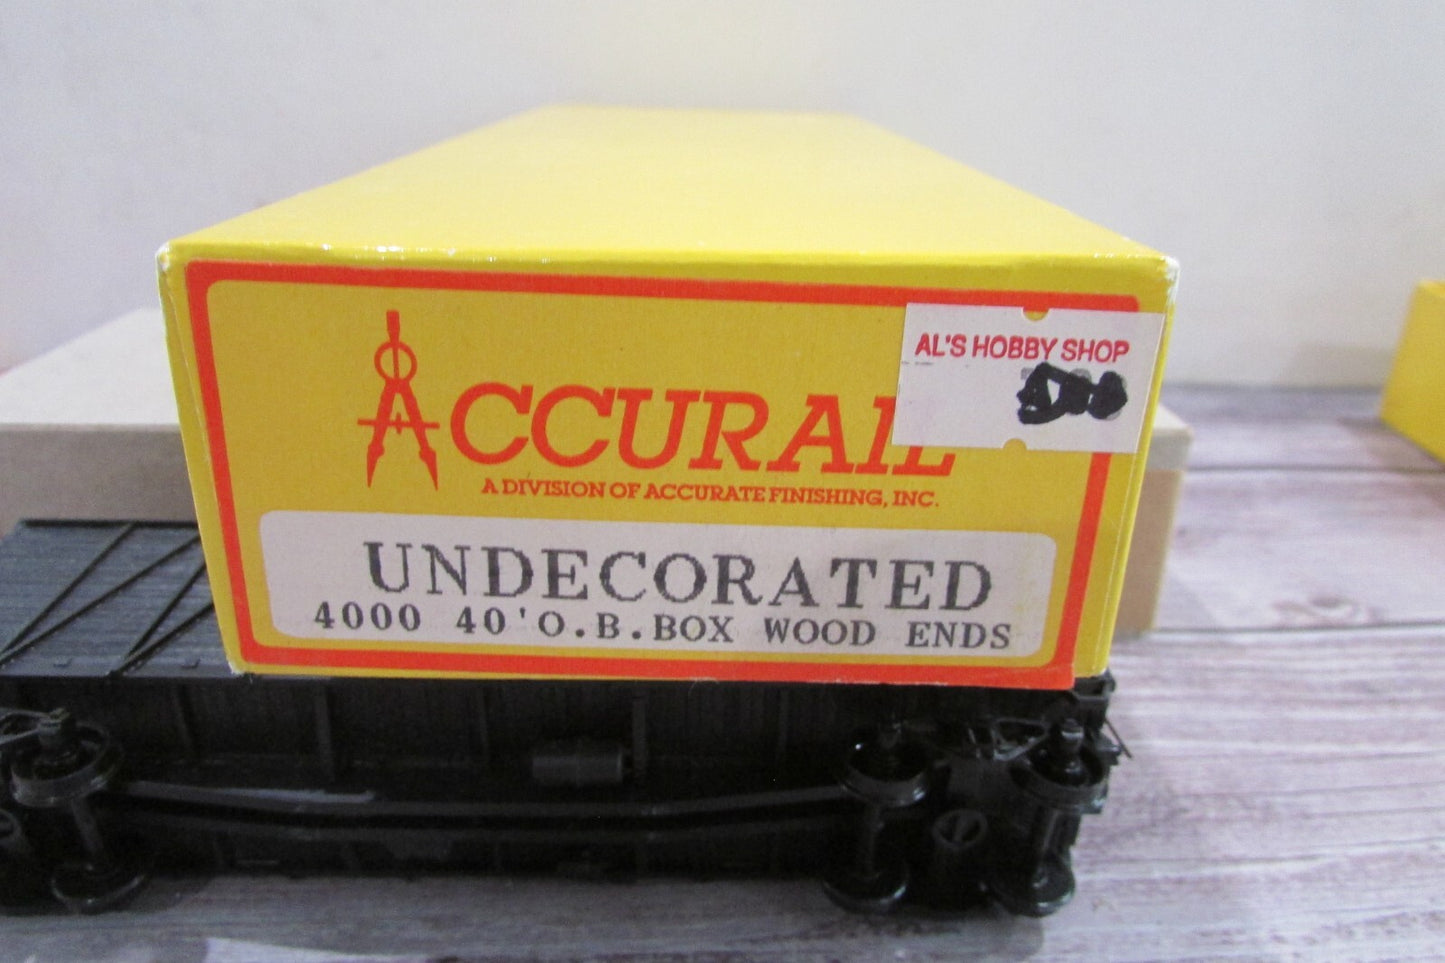 AL'S HOBBY SHOP
ACCURAIL
A DIVISION OF ACCURATE FINISHING, INC.
UNDECORATED
4000 40' O.B.BOX WOOD ENDS